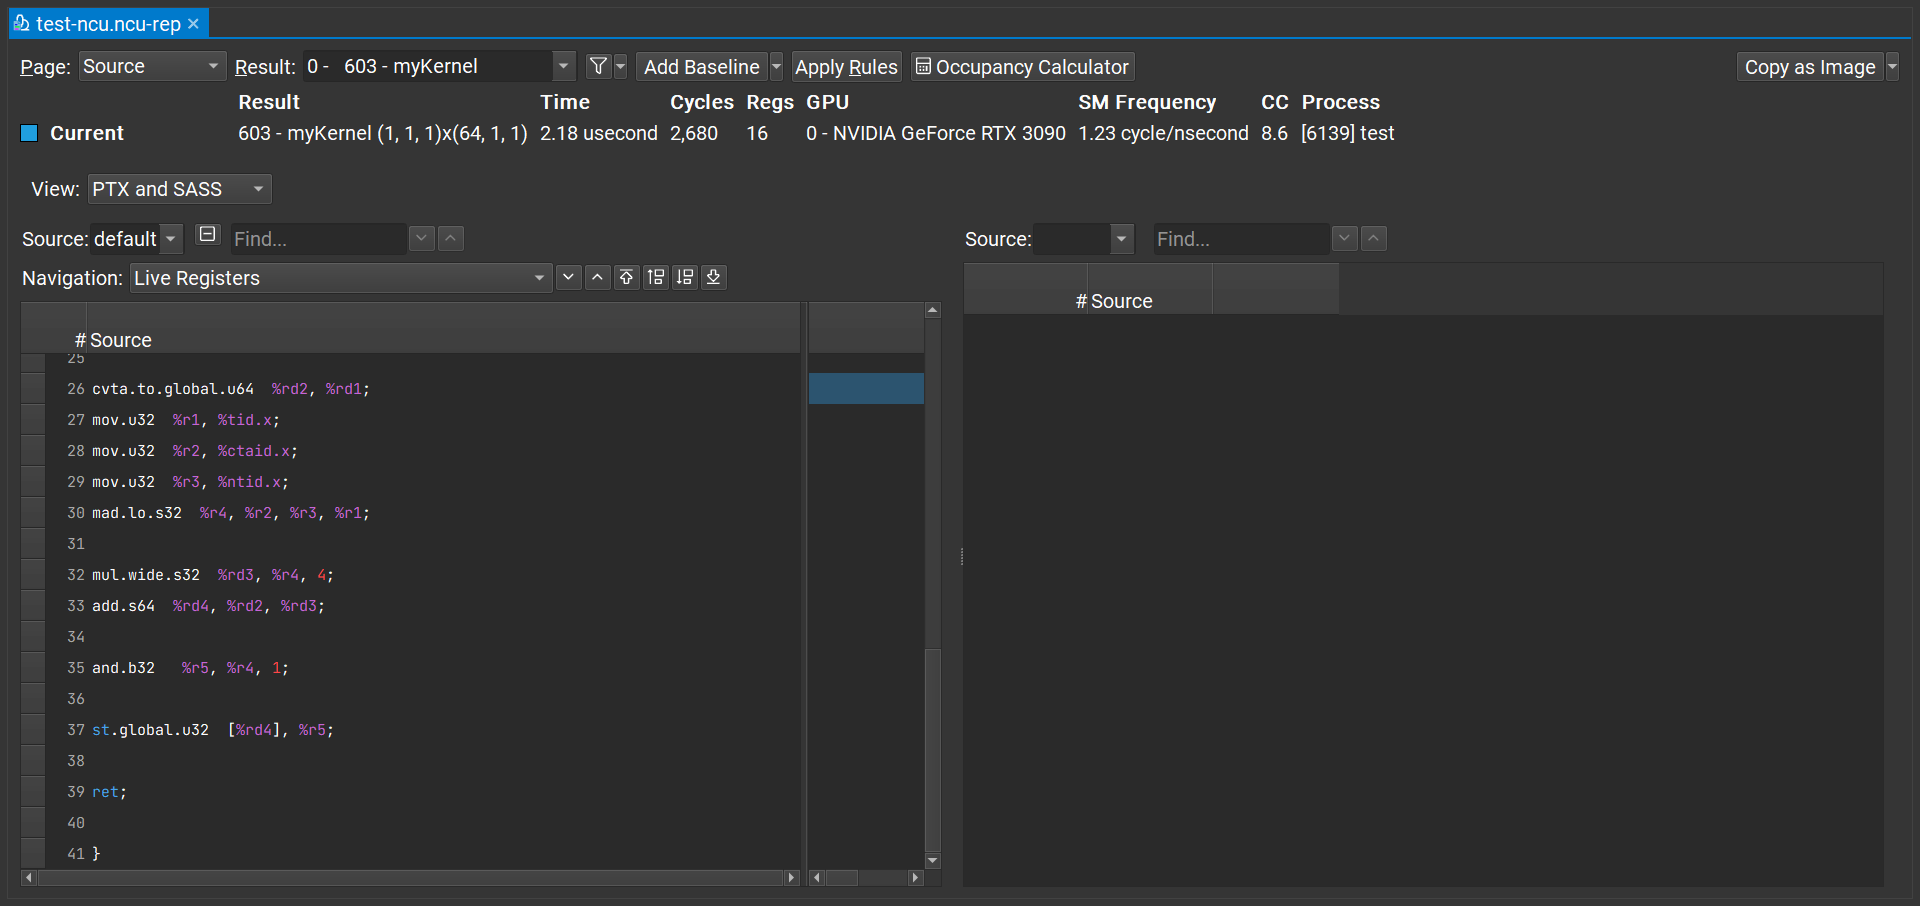 test-ncu.ncu-rep
Page: Source Result: 0 - 603 - myKernel Add Baseline Apply Rules Occupancy Calculator Copy as Image
Result Time Cycles Regs GPU SM Frequency CC Process
Current 603 - myKernel (1, 1, 1)x(64, 1, 1) 2.18 usecond 2,680 16 0 - NVIDIA GeForce RTX 3090 1.23 cycle/nsecond 8.6 [6139] test
View: PTX and SASS
Source: default Find...
Navigation: Live Registers
# Source
25
26 cvta.to.global.u64 %rd2, %rd1;
27 mov.u32 %r1, %tid.x;
28 mov.u32 %r2, %ctaid.x;
29 mov.u32 %r3, %ntid.x;
30 mad.lo.s32 %r4, %r2, %r3, %r1;
31
32 mul.wide.s32 %rd3, %r4, 4;
33 add.s64 %rd4, %rd2, %rd3;
34
35 and.b32 %r5, %r4, 1;
36
37 st.global.u32 [%rd4], %r5;
38
39 ret;
40
41 }
Source: Find...
# Source